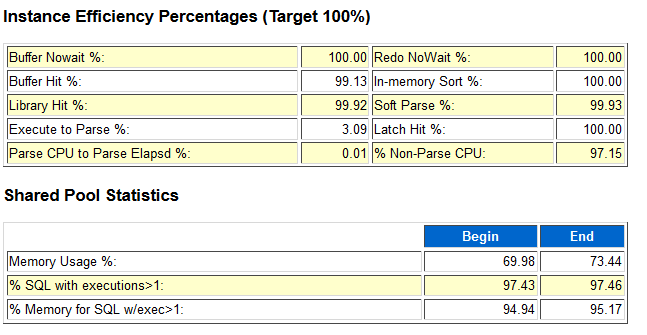 Instance Efficiency Percentages (Target 100%)
Buffer Nowait %: 100.00 Redo NoWait %: 100.00
Buffer Hit %: 99.13 In-memory Sort %: 100.00
Library Hit %: 99.92 Soft Parse %: 99.93
Execute to Parse %: 3.09 Latch Hit %: 100.00
Parse CPU to Parse Elapsd %: 0.01 % Non-Parse CPU: 97.15
Shared Pool Statistics
Begin End
Memory Usage %: 69.98 73.44
% SQL with executions>1: 97.43 97.46
% Memory for SQL w/exec>1: 94.94 95.17